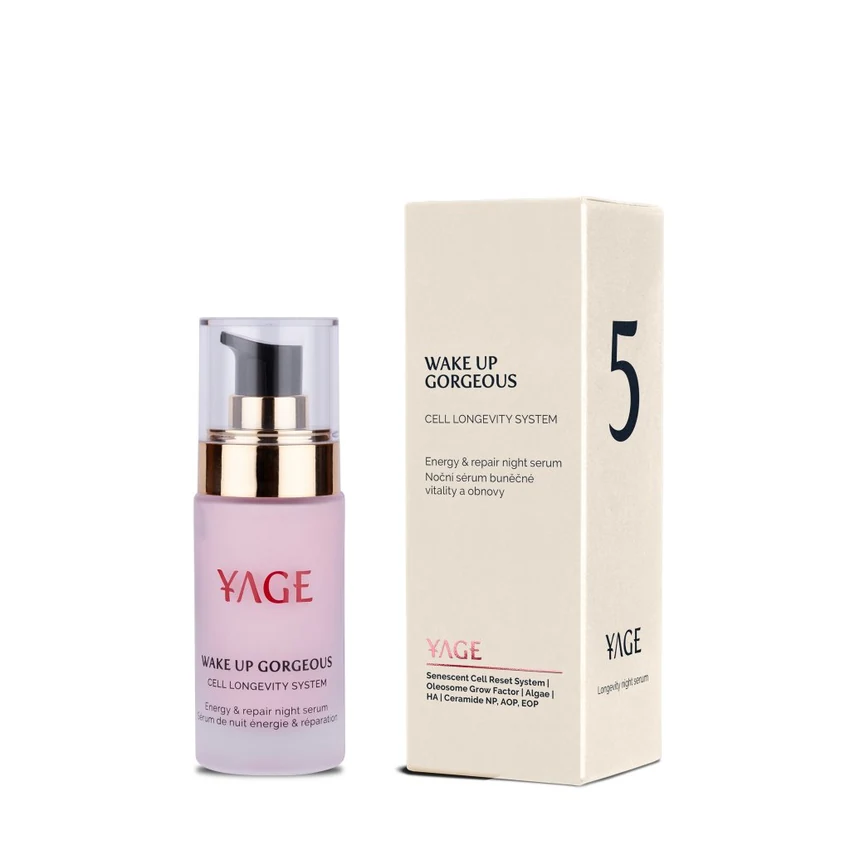 YAGE
WAKE UP GORGEOUS
CELL LONGEVITY SYSTEM
Energy & repair night serum
Sérum de nuit énergie & réparation
WAKE UP
GORGEOUS
CELL LONGEVITY SYSTEM
Energy & repair night serum
Noční sérum buněčné
vitality a obnovy
YAGE
Senescent Cell Reset System |
Oleosome Grow Factor | Algae |
HA | Ceramide NP, AOP, EOP
5
YAGE
Longevity night serum